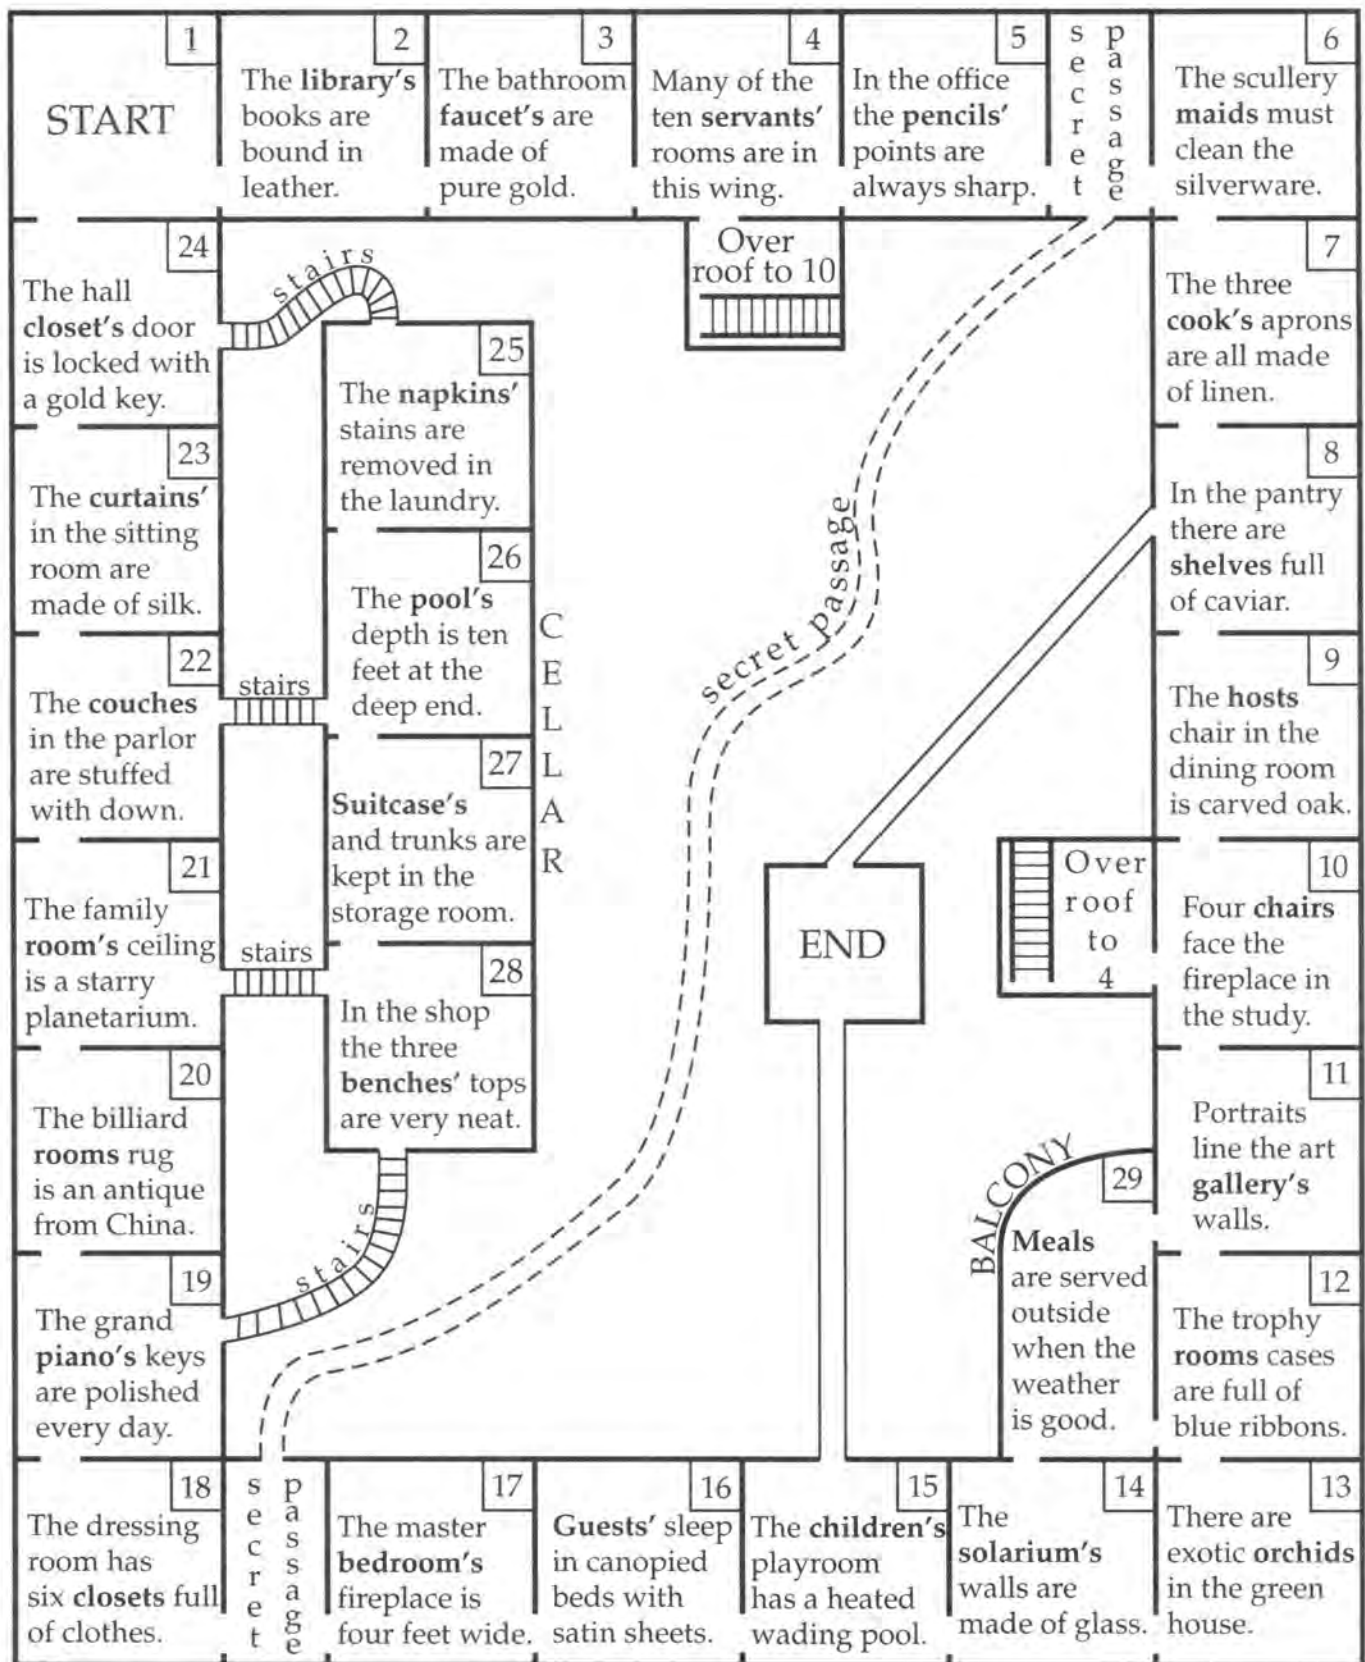 1
START
2
The library's
books are
bound in
leather.
3
The bathroom
faucet's are
made of
pure gold.
4
Many of the
ten servants'
rooms are in
this wing.
5
In the office
the pencils'
points are
always sharp.
secret
passage
6
The scullery
maids must
clean the
silverware.
24
The hall
closet's door
is locked with
a gold key.
stairs
Over
roof to 10
7
The three
cook's aprons
are all made
of linen.
25
The napkins'
stains are
removed in
the laundry.
23
The curtains'
in the sitting
room are
made of silk.
8
In the pantry
there are
shelves full
of caviar.
26
The pool's
depth is ten
feet at the
deep end.
CELLAR
secret passage
22
The couches
in the parlor
are stuffed
with down.
stairs
9
The hosts
chair in the
dining room
is carved oak.
27
Suitcase's
and trunks are
kept in the
storage room.
21
The family
room's ceiling
is a starry
planetarium.
stairs
END
Over
roof
to
4
10
Four chairs
face the
fireplace in
the study.
28
In the shop
the three
benches' tops
are very neat.
20
The billiard
rooms rug
is an antique
from China.
11
Portraits
line the art
gallery's
walls.
BALCONY
29
Meals
are served
outside
when the
weather
is good.
19
The grand
piano's keys
are polished
every day.
stairs
12
The trophy
rooms cases
are full of
blue ribbons.
18
The dressing
room has
six closets full
of clothes.
secret
passage
17
The master
bedroom's
fireplace is
four feet wide.
16
Guests' sleep
in canopied
beds with
satin sheets.
15
The children's
playroom
has a heated
wading pool.
14
The
solarium's
walls are
made of glass.
13
There are
exotic orchids
in the green
house.